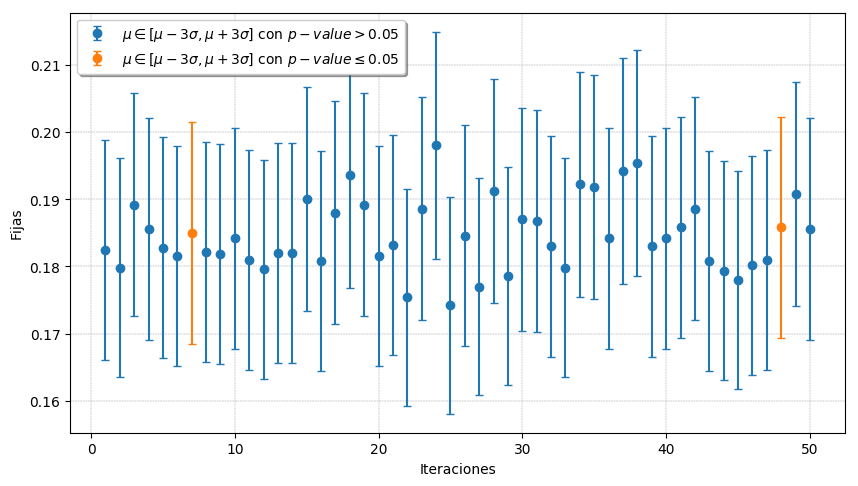 μ ∈ [μ − 3σ, μ + 3σ] con p − value > 0.05
μ ∈ [μ − 3σ, μ + 3σ] con p − value ≤ 0.05
0.21
0.20
0.19
0.18
0.17
0.16
Fijas
0 10 20 30 40 50
Iteraciones